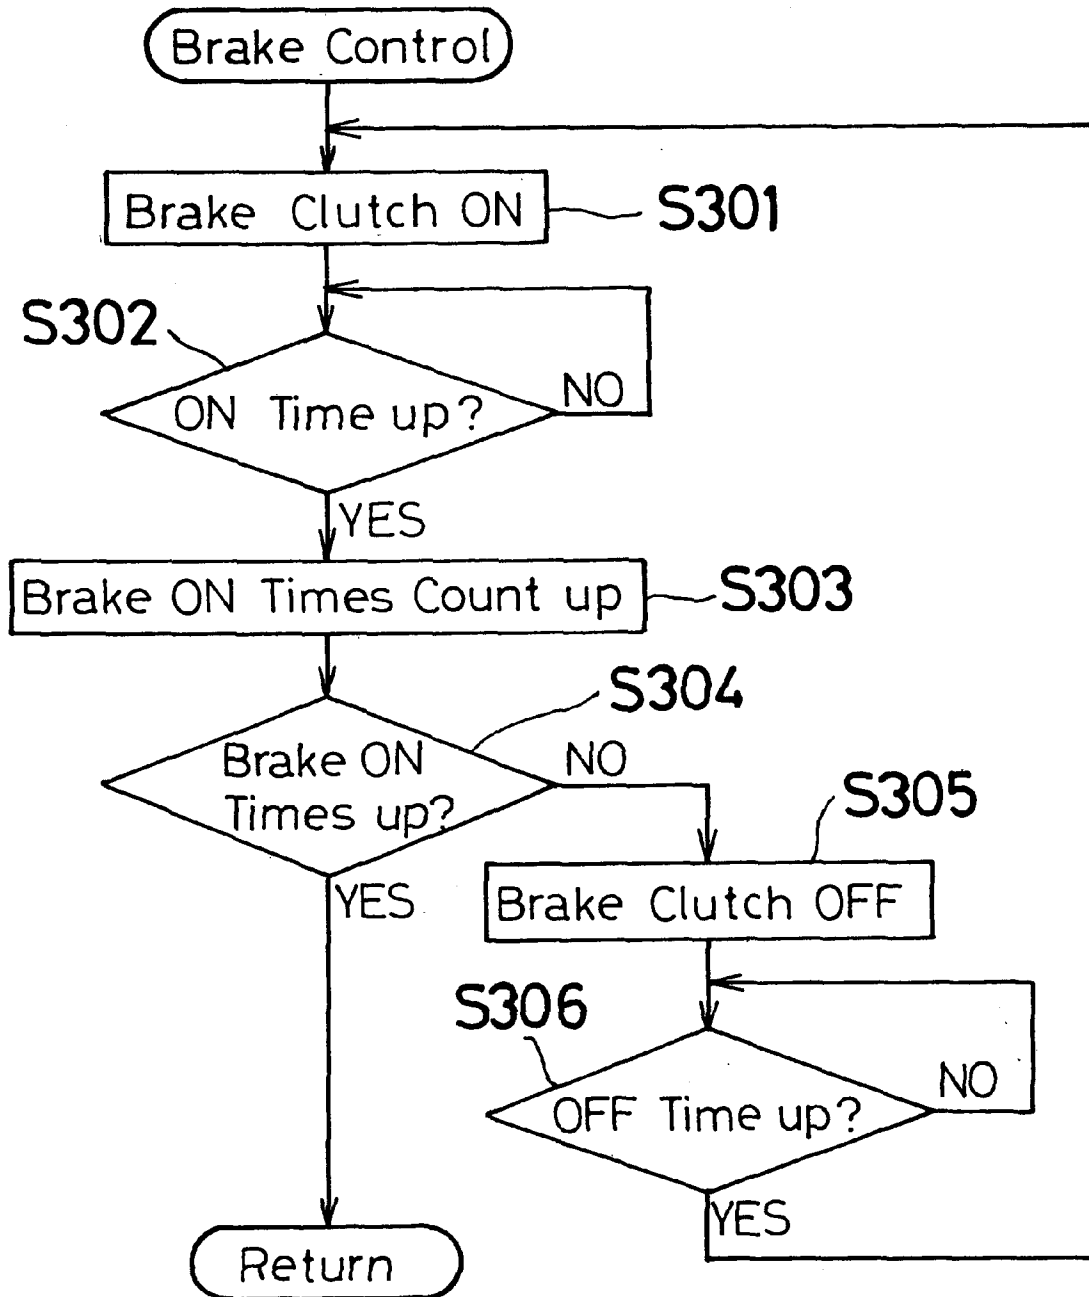 Brake Control
Brake Clutch ON
S301
S302
ON Time up?
NO
YES
Brake ON Times Count up
S303
S304
Brake ON
Times up?
NO
YES
S305
Brake Clutch OFF
S306
OFF Time up?
NO
YES
Return